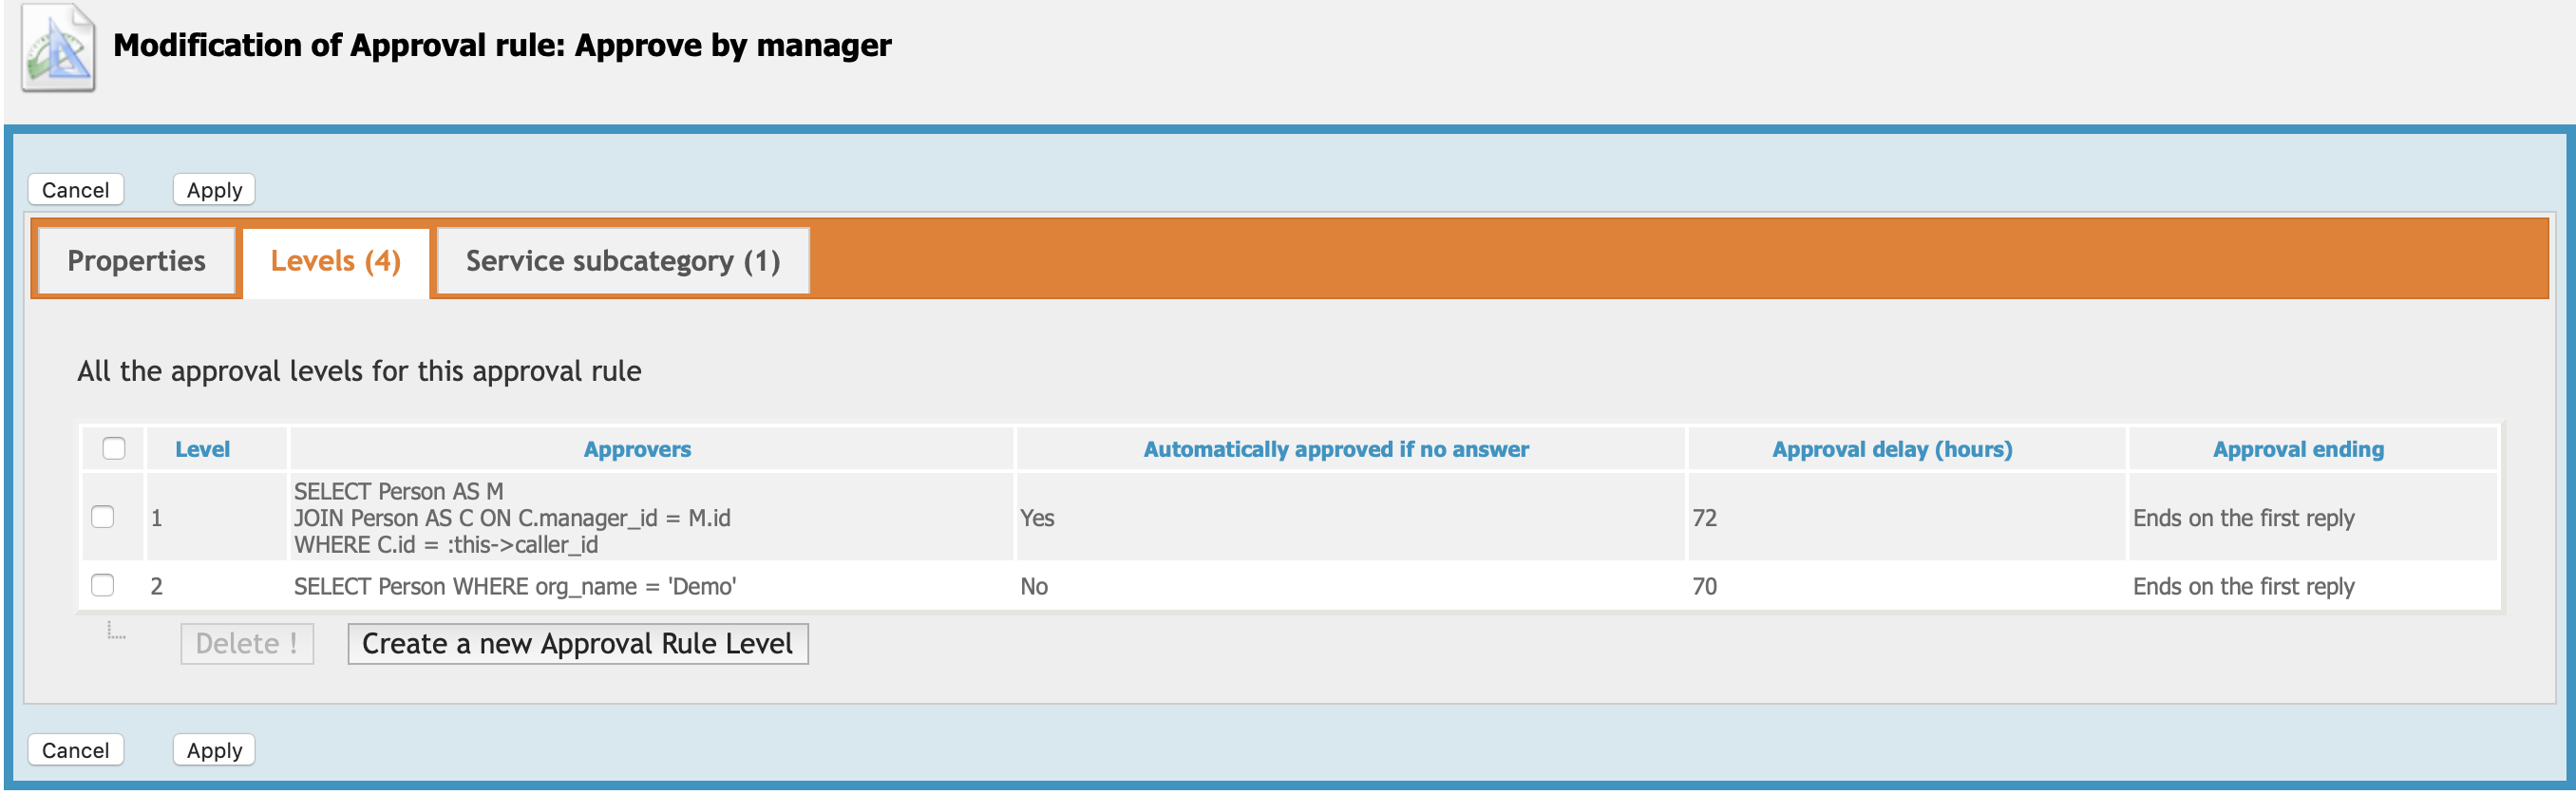 Modification of Approval rule: Approve by manager
Cancel Apply
Properties Levels (4) Service subcategory (1)
All the approval levels for this approval rule
Level Approvers Automatically approved if no answer Approval delay (hours) Approval ending
SELECT Person AS M
1 JOIN Person AS C ON C.manager_id = M.id Yes 72 Ends on the first reply
WHERE C.id = :this->caller_id
2 SELECT Person WHERE org_name = 'Demo' No 70 Ends on the first reply
Delete ! Create a new Approval Rule Level
Cancel Apply